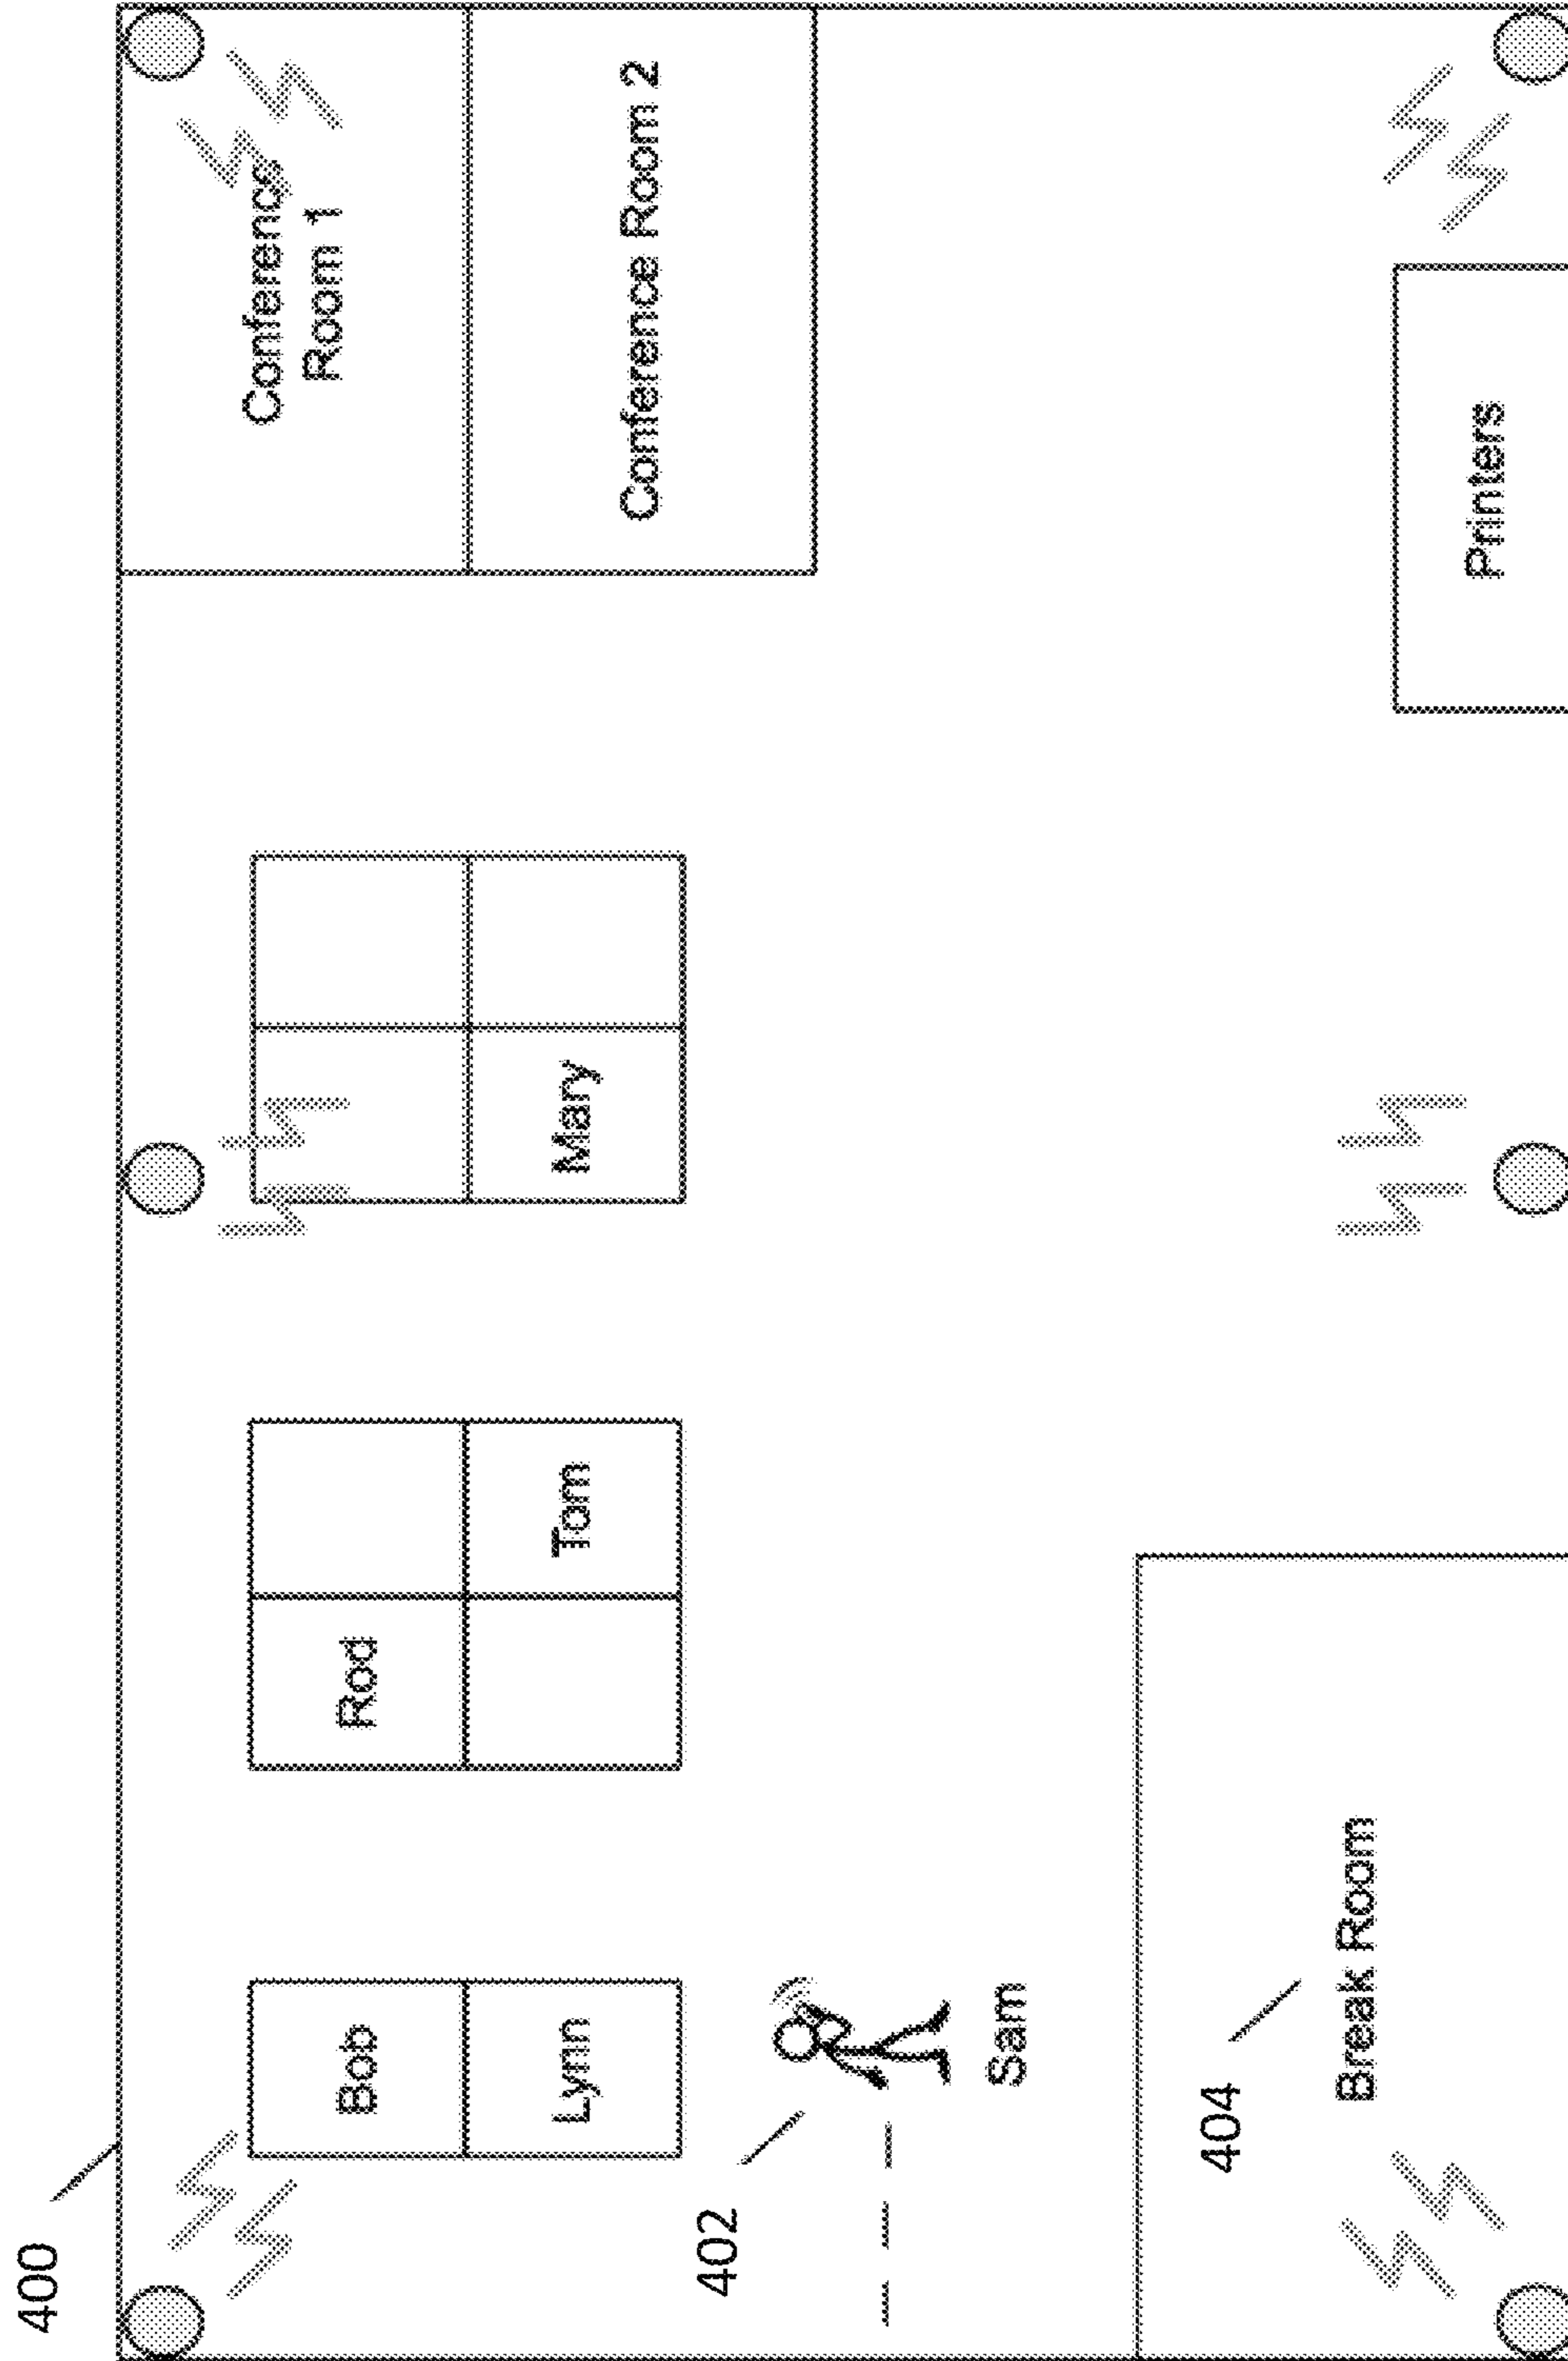 400
Bob
Rod
Conference
Room 1
Lynn
Tom
Mary
Conference Room 2
402
Sam
404
Break Room
Printers